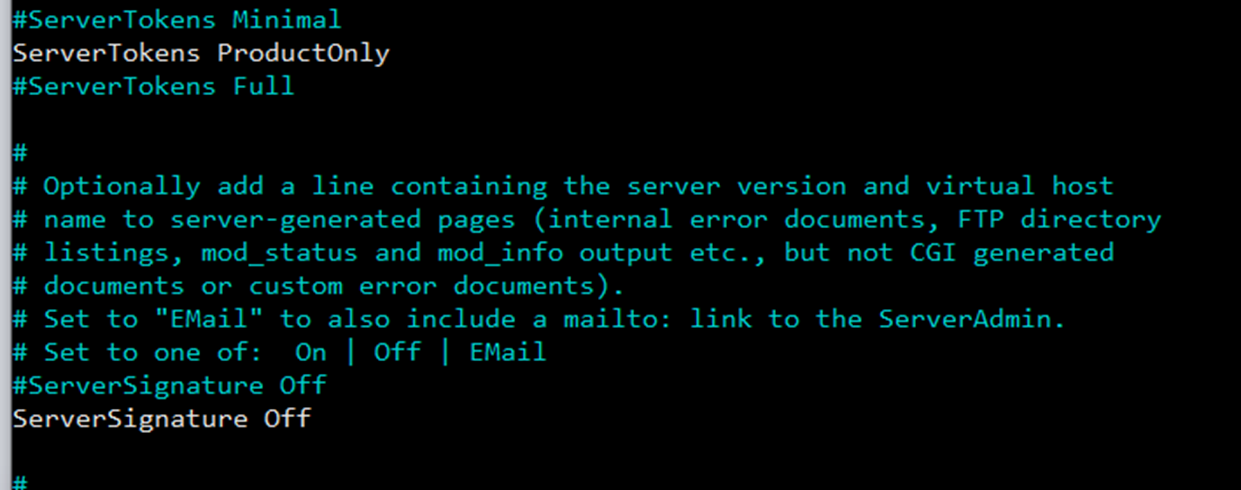 #ServerTokens Minimal
ServerTokens ProductOnly
#ServerTokens Full
#
# Optionally add a line containing the server version and virtual host
# name to server-generated pages (internal error documents, FTP directory
# listings, mod_status and mod_info output etc., but not CGI generated
# documents or custom error documents).
# Set to "EMail" to also include a mailto: link to the ServerAdmin.
# Set to one of:  On | Off | EMail
#ServerSignature Off
ServerSignature Off
#